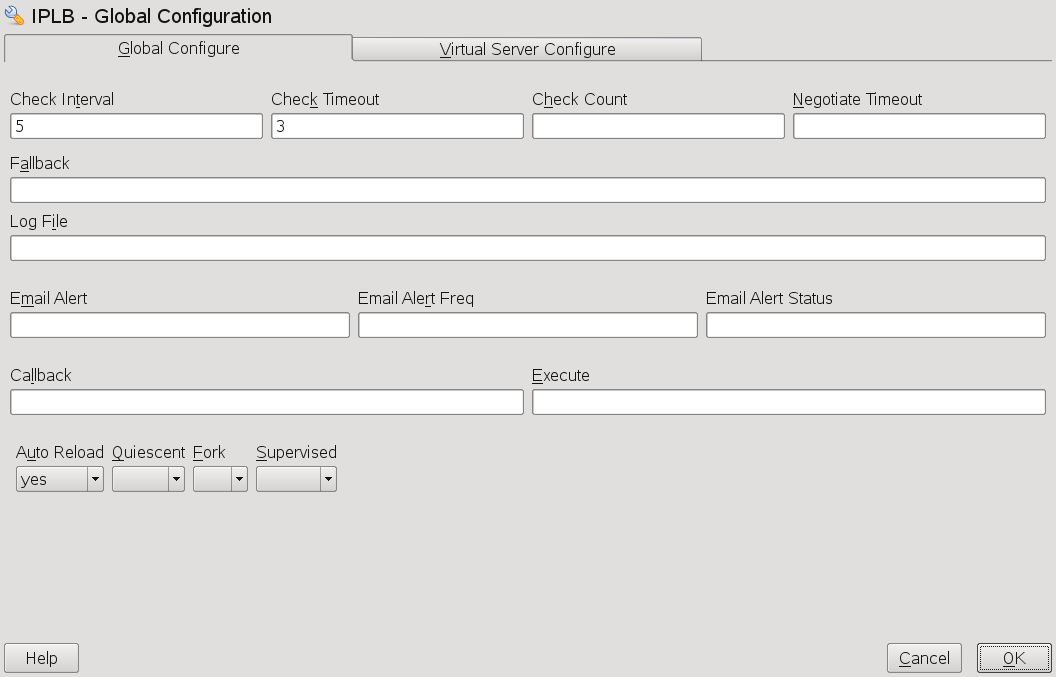 IPLB - Global Configuration
Global Configure Virtual Server Configure
Check Interval Check Timeout Check Count Negotiate Timeout
5 3
Fallback
Log File
Email Alert Email Alert Freq Email Alert Status
Callback Execute
Auto Reload Quiescent Fork Supervised
yes
Help Cancel OK